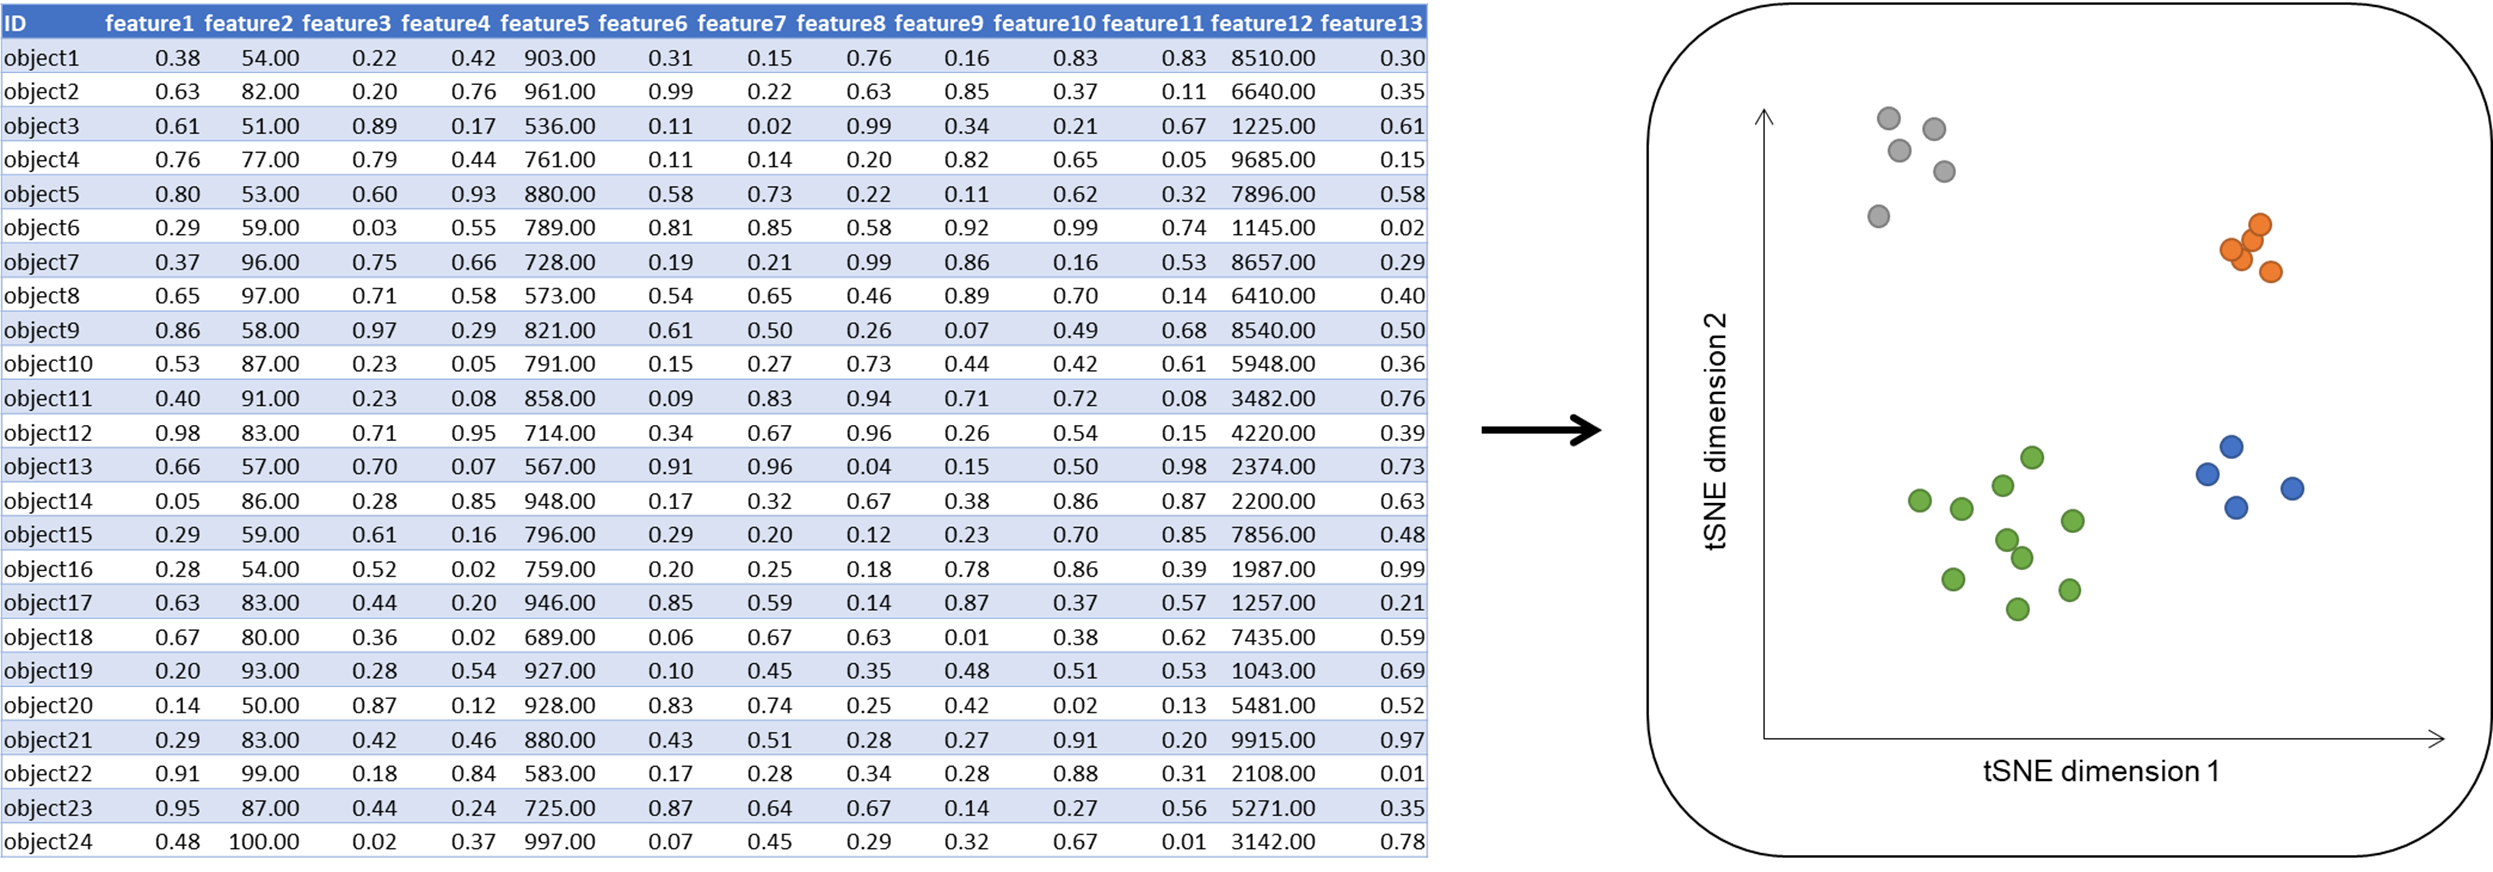 ID feature1 feature2 feature3 feature4 feature5 feature6 feature7 feature8 feature9 feature10 feature11 feature12 feature13
object1 0.38 54.00 0.22 0.42 903.00 0.31 0.15 0.76 0.16 0.83 0.83 8510.00 0.30
object2 0.63 82.00 0.20 0.76 961.00 0.99 0.22 0.63 0.85 0.37 0.11 6640.00 0.35
object3 0.61 51.00 0.89 0.17 536.00 0.11 0.02 0.99 0.34 0.21 0.67 1225.00 0.61
object4 0.76 77.00 0.79 0.44 761.00 0.11 0.14 0.20 0.82 0.65 0.05 9685.00 0.15
object5 0.80 53.00 0.60 0.93 880.00 0.58 0.73 0.22 0.11 0.62 0.32 7896.00 0.58
object6 0.29 59.00 0.03 0.55 789.00 0.81 0.85 0.58 0.92 0.99 0.74 1145.00 0.02
object7 0.37 96.00 0.75 0.66 728.00 0.19 0.21 0.99 0.86 0.16 0.53 8657.00 0.29
object8 0.65 97.00 0.71 0.58 573.00 0.54 0.65 0.46 0.89 0.70 0.14 6410.00 0.40
object9 0.86 58.00 0.97 0.29 821.00 0.61 0.50 0.26 0.07 0.49 0.68 8540.00 0.50
object10 0.53 87.00 0.23 0.05 791.00 0.15 0.27 0.73 0.44 0.42 0.61 5948.00 0.36
object11 0.40 91.00 0.23 0.08 858.00 0.09 0.83 0.94 0.71 0.72 0.08 3482.00 0.76
object12 0.98 83.00 0.71 0.95 714.00 0.34 0.67 0.96 0.26 0.54 0.15 4220.00 0.39
object13 0.66 57.00 0.70 0.07 567.00 0.91 0.96 0.04 0.15 0.50 0.98 2374.00 0.73
object14 0.05 86.00 0.28 0.85 948.00 0.17 0.32 0.67 0.38 0.86 0.87 2200.00 0.63
object15 0.29 59.00 0.61 0.16 796.00 0.29 0.20 0.12 0.23 0.70 0.85 7856.00 0.48
object16 0.28 54.00 0.52 0.02 759.00 0.20 0.25 0.18 0.78 0.86 0.39 1987.00 0.99
object17 0.63 83.00 0.44 0.20 946.00 0.85 0.59 0.14 0.87 0.37 0.57 1257.00 0.21
object18 0.67 80.00 0.36 0.02 689.00 0.06 0.67 0.63 0.01 0.38 0.62 7435.00 0.59
object19 0.20 93.00 0.28 0.54 927.00 0.10 0.45 0.35 0.48 0.51 0.53 1043.00 0.69
object20 0.14 50.00 0.87 0.12 928.00 0.83 0.74 0.25 0.42 0.02 0.13 5481.00 0.52
object21 0.29 83.00 0.42 0.46 880.00 0.43 0.51 0.28 0.27 0.91 0.20 9915.00 0.97
object22 0.91 99.00 0.18 0.84 583.00 0.17 0.28 0.34 0.28 0.88 0.31 2108.00 0.01
object23 0.95 87.00 0.44 0.24 725.00 0.87 0.64 0.67 0.14 0.27 0.56 5271.00 0.35
object24 0.48 100.00 0.02 0.37 997.00 0.07 0.45 0.29 0.32 0.67 0.01 3142.00 0.78
tSNE dimension 2
tSNE dimension 1